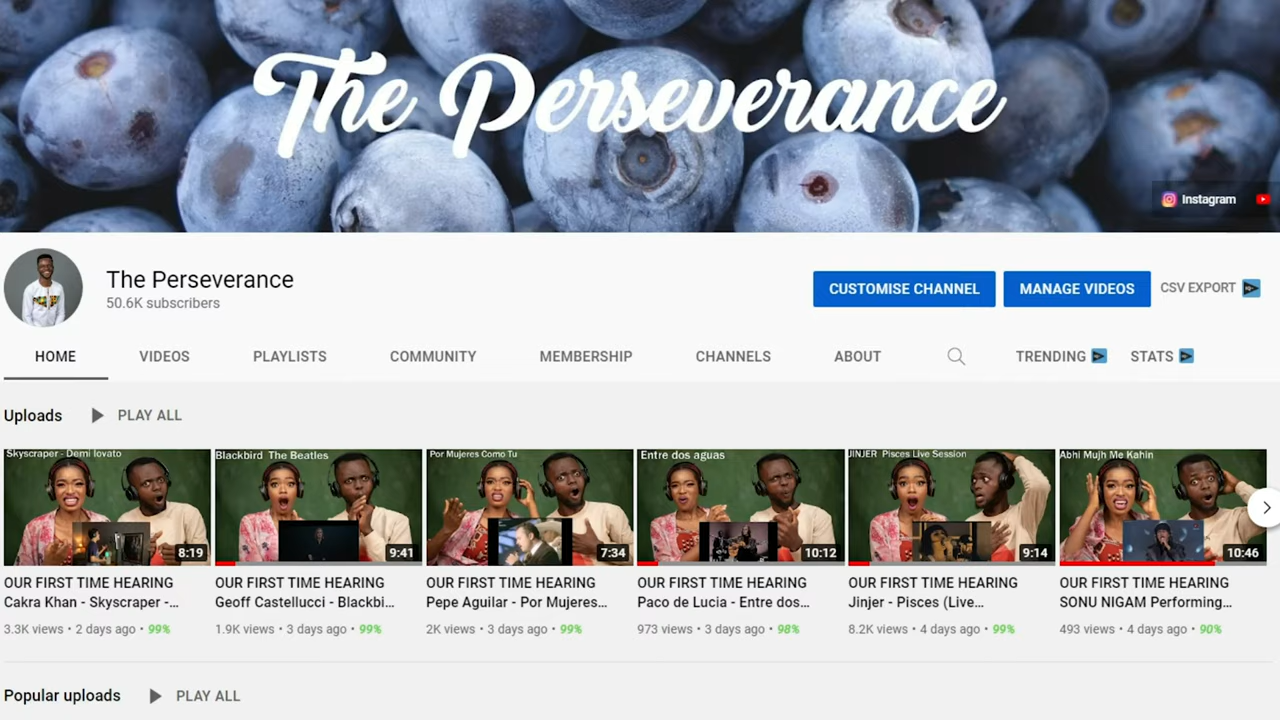 The Perseverance
Instagram
The Perseverance
50.6K subscribers
CUSTOMISE CHANNEL
MANAGE VIDEOS
CSV EXPORT
HOME
VIDEOS
PLAYLISTS
COMMUNITY
MEMBERSHIP
CHANNELS
ABOUT
TRENDING
STATS
Uploads
PLAY ALL
Skyscraper - Demi lovato
8:19
OUR FIRST TIME HEARING
Cakra Khan - Skyscraper -...
3.3K views • 2 days ago • 99%
Blackbird The Beatles
9:41
OUR FIRST TIME HEARING
Geoff Castellucci - Blackbi...
1.9K views • 3 days ago • 99%
Por Mujeres Como Tu
7:34
OUR FIRST TIME HEARING
Pepe Aguilar - Por Mujeres...
2K views • 3 days ago • 99%
Entre dos aguas
10:12
OUR FIRST TIME HEARING
Paco de Lucia - Entre dos...
973 views • 3 days ago • 98%
JINJER Pisces Live Session
9:14
OUR FIRST TIME HEARING
Jinjer - Pisces (Live...
8.2K views • 4 days ago • 99%
Abhi Mujh Me Kahin
10:46
OUR FIRST TIME HEARING
SONU NIGAM Performing...
493 views • 4 days ago • 90%
Popular uploads
PLAY ALL